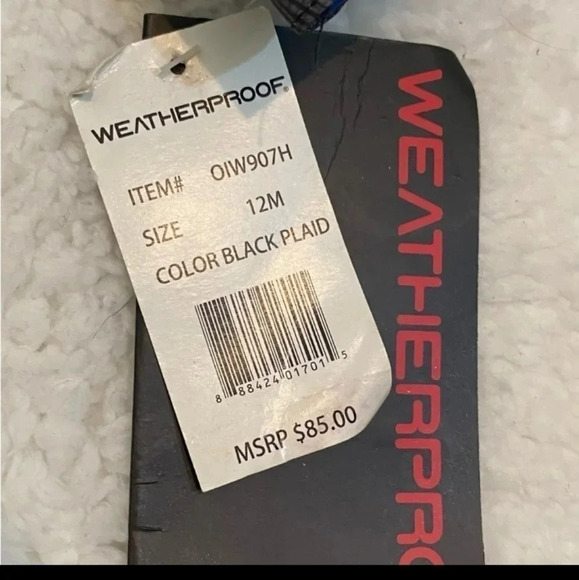 WEATHERPROOF®
ITEM# OIW907H
SIZE 12M
COLOR BLACK PLAID
8 88424 01701 5
MSRP $85.00
WEATHERPRO